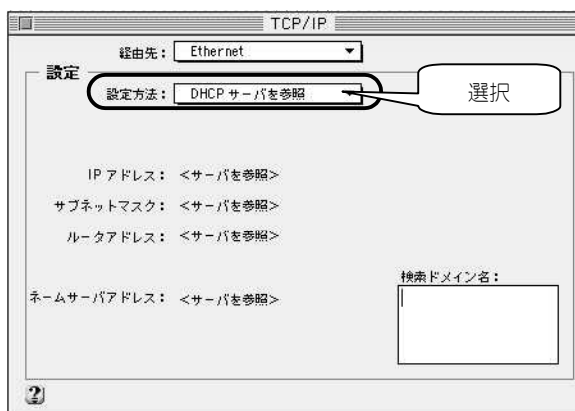 TCP/IP
経由先： Ethernet
設定
設定方法： DHCP サーバを参照
選択
IP アドレス： <サーバを参照>
サブネットマスク： <サーバを参照>
ルータアドレス： <サーバを参照>
検索ドメイン名：
ネームサーバアドレス： <サーバを参照>
?